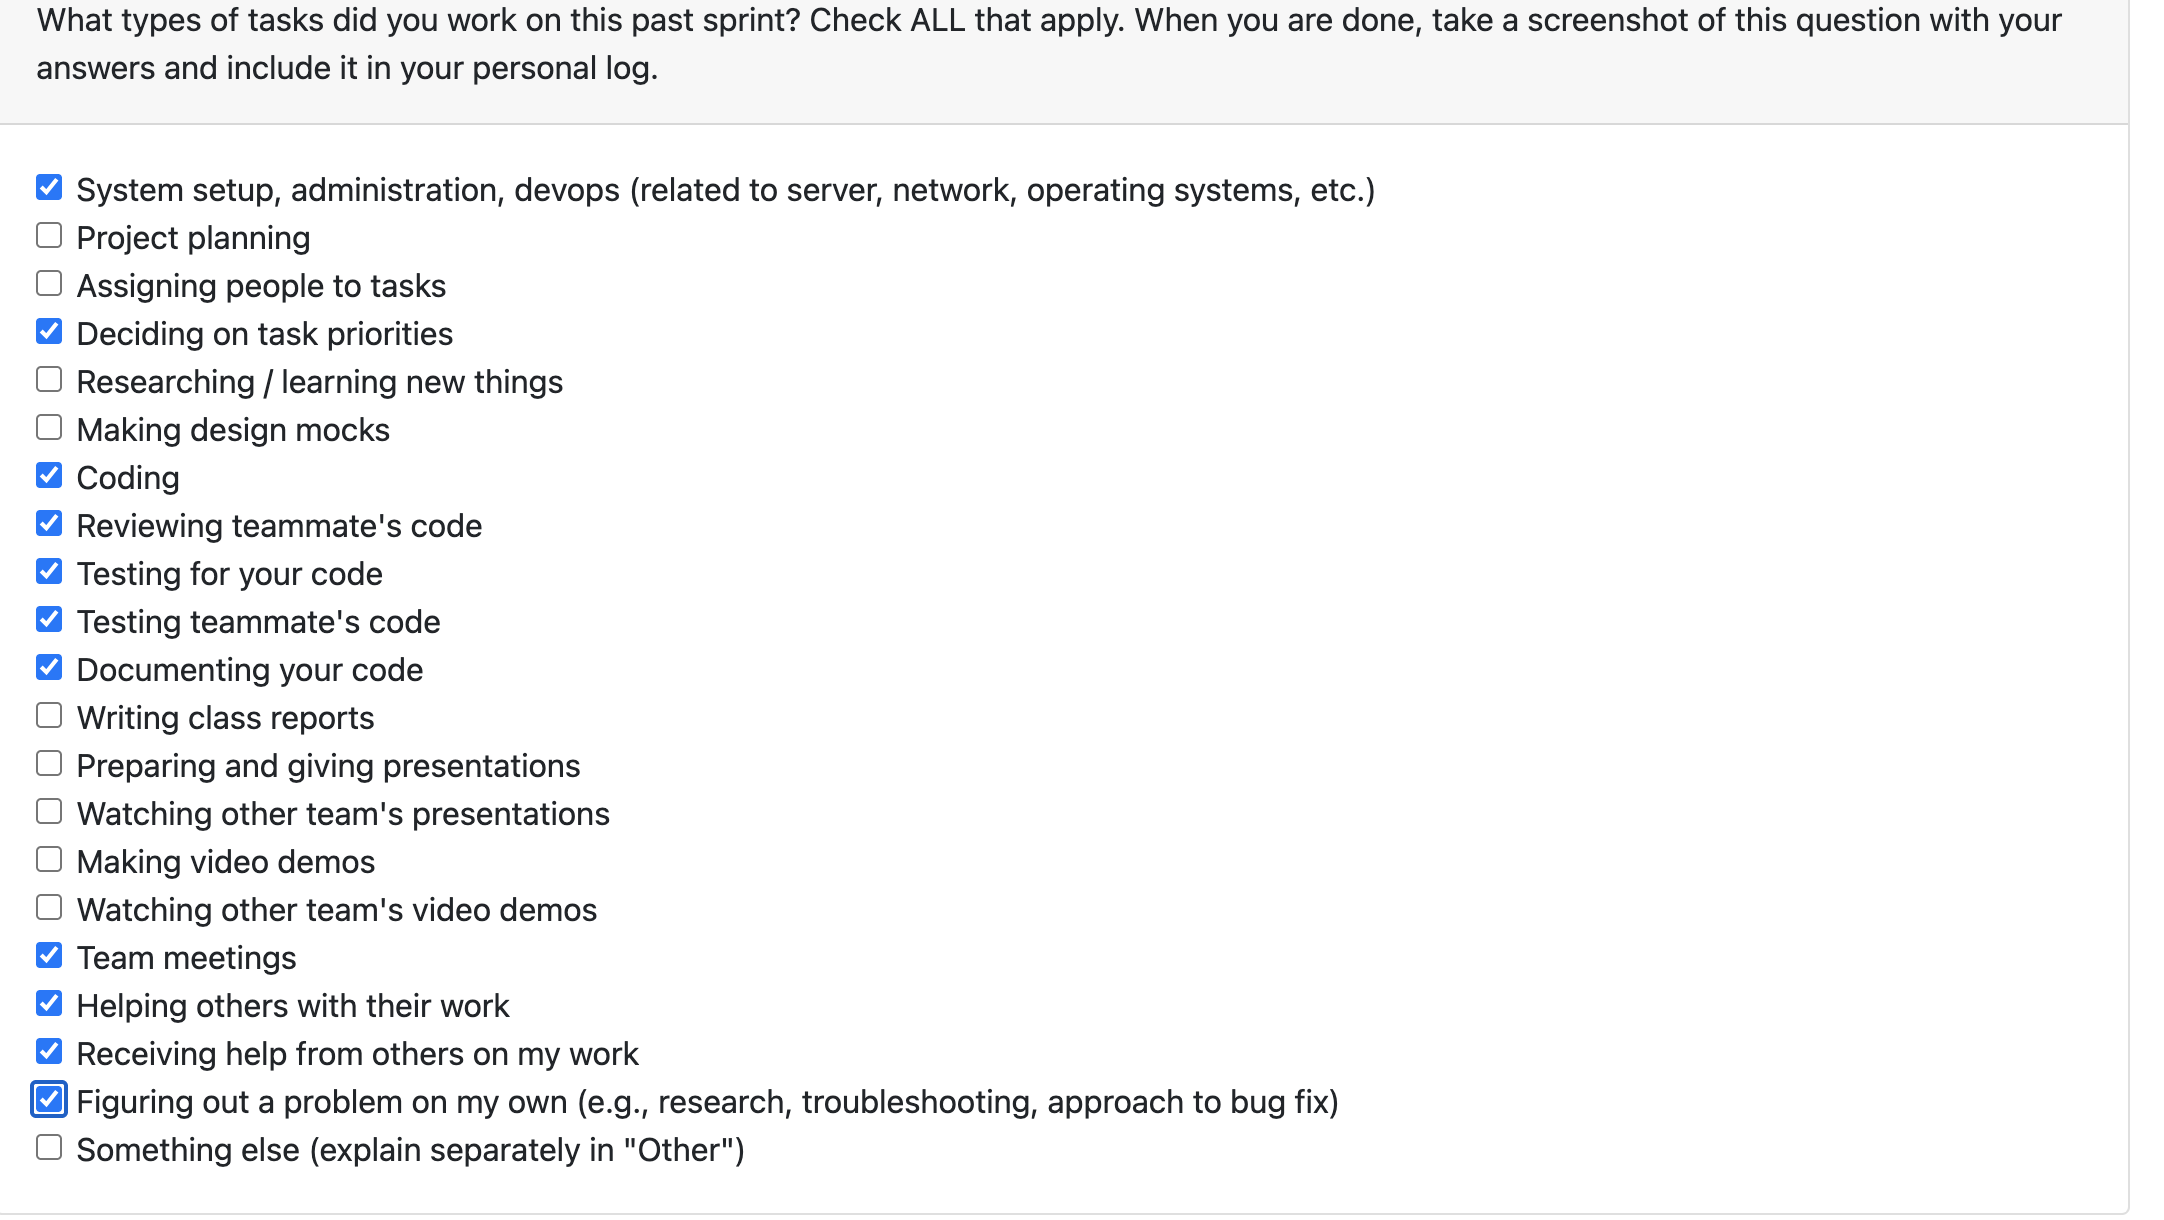 What types of tasks did you work on this past sprint? Check ALL that apply. When you are done, take a screenshot of this question with your
answers and include it in your personal log.
System setup, administration, devops (related to server, network, operating systems, etc.)
Project planning
Assigning people to tasks
Deciding on task priorities
Researching / learning new things
Making design mocks
Coding
Reviewing teammate's code
Testing for your code
Testing teammate's code
Documenting your code
Writing class reports
Preparing and giving presentations
Watching other team's presentations
Making video demos
Watching other team's video demos
Team meetings
Helping others with their work
Receiving help from others on my work
Figuring out a problem on my own (e.g., research, troubleshooting, approach to bug fix)
Something else (explain separately in "Other")